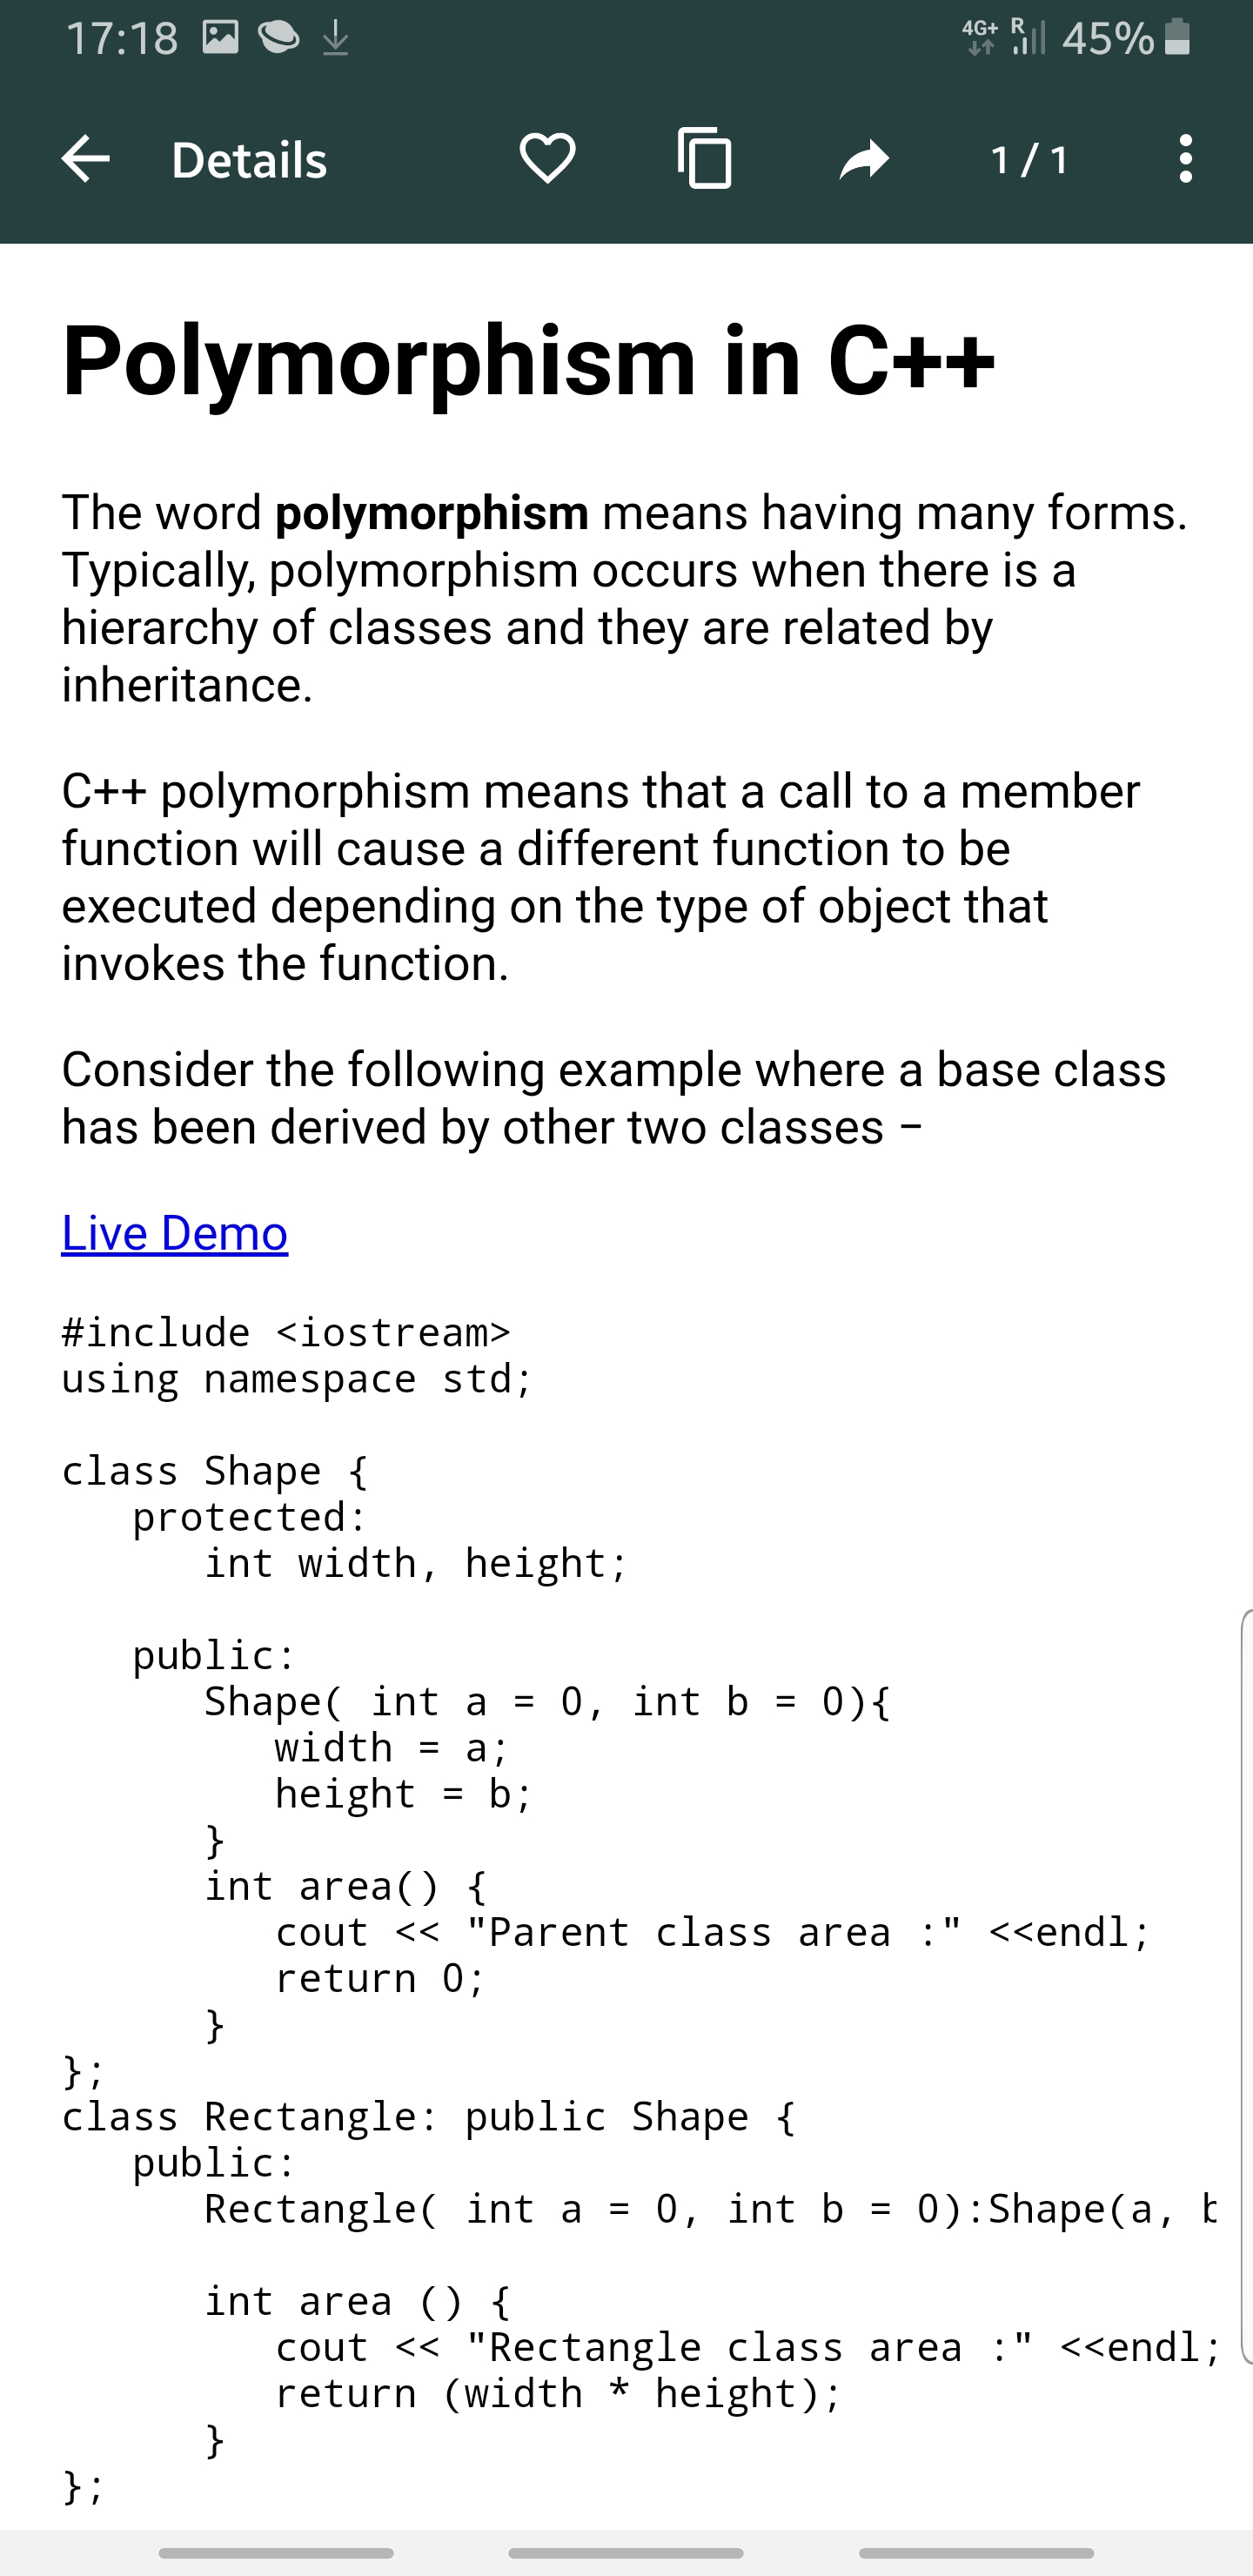 17:18 4G+ R 45%
Details 1 / 1
Polymorphism in C++
The word polymorphism means having many forms.
Typically, polymorphism occurs when there is a
hierarchy of classes and they are related by
inheritance.
C++ polymorphism means that a call to a member
function will cause a different function to be
executed depending on the type of object that
invokes the function.
Consider the following example where a base class
has been derived by other two classes −
Live Demo
#include <iostream>
using namespace std;
class Shape {
   protected:
      int width, height;
   public:
      Shape( int a = 0, int b = 0){
         width = a;
         height = b;
      }
      int area() {
         cout << "Parent class area :" <<endl;
         return 0;
      }
};
class Rectangle: public Shape {
   public:
      Rectangle( int a = 0, int b = 0):Shape(a, b
      int area () {
         cout << "Rectangle class area :" <<endl;
         return (width * height);
      }
};